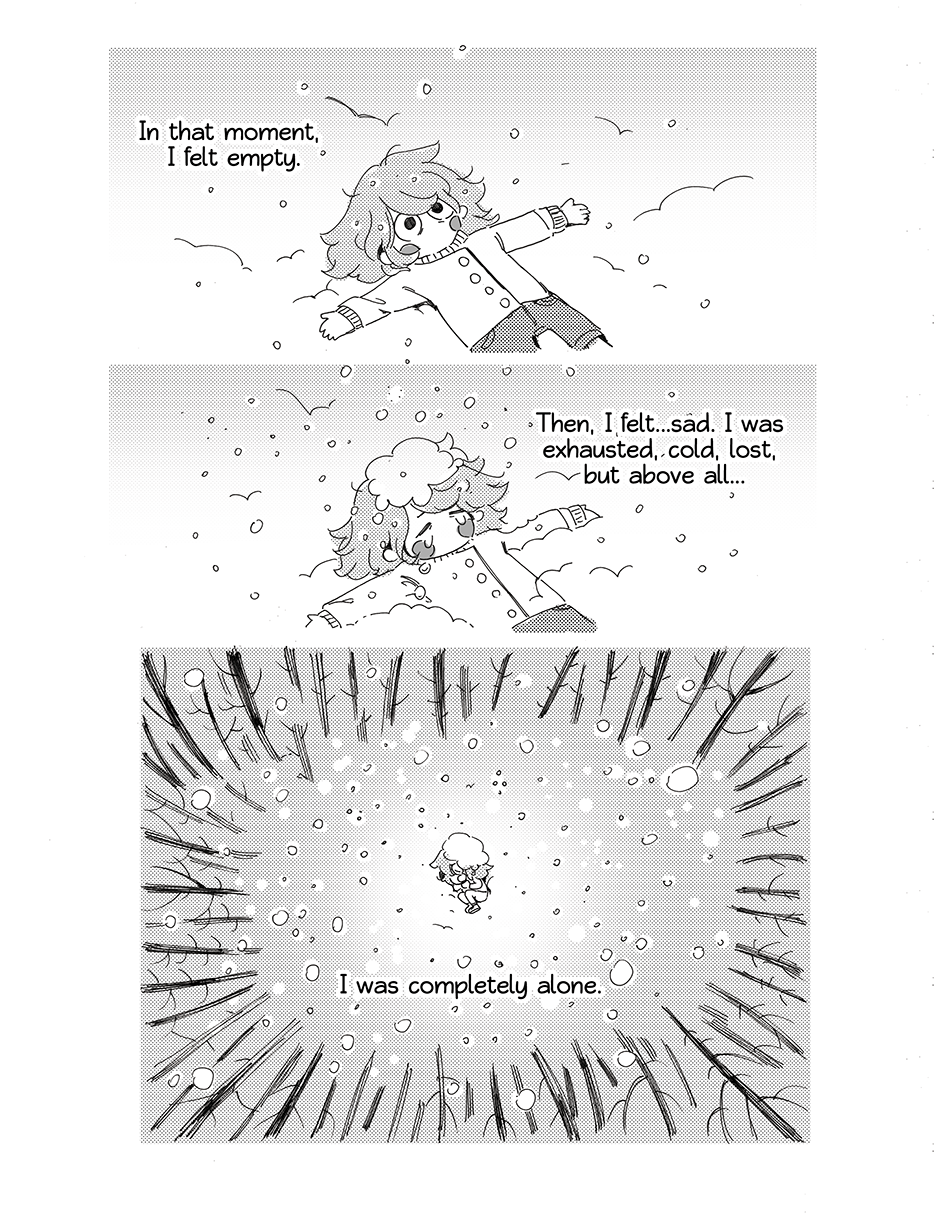 In that moment,
I felt empty.
Then, I felt...sad. I was
exhausted, cold, lost,
but above all...
I was completely alone.